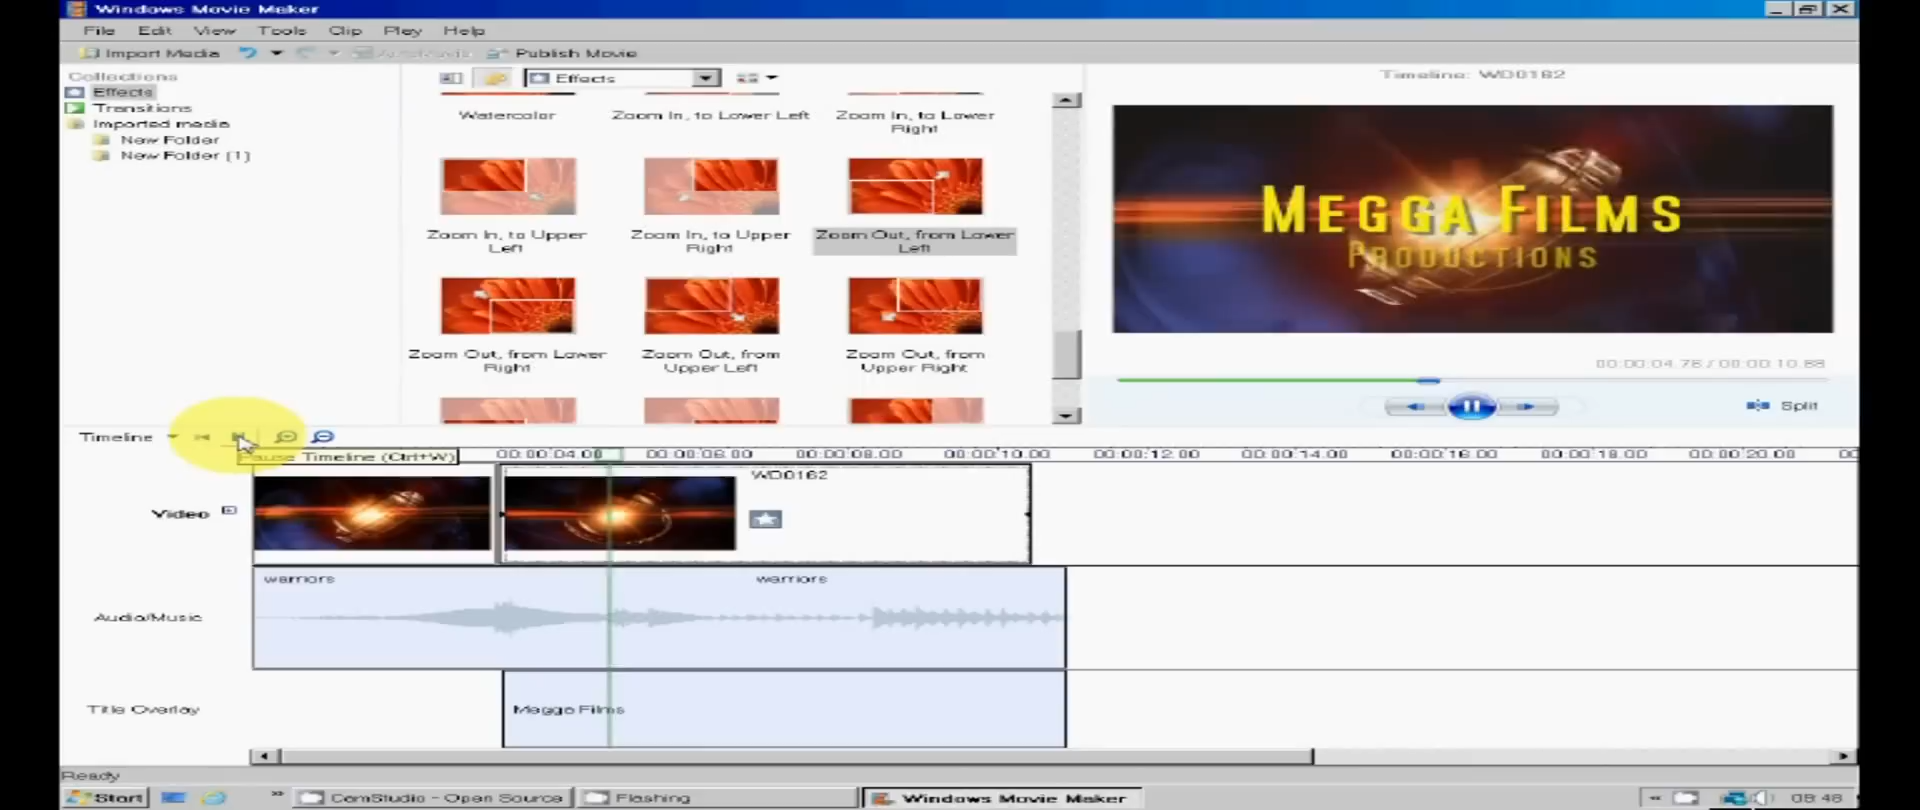 Windows Movie Maker
File Edit View Tools Clip Play Help
Import Media AutoMovie Publish Movie
Collections
Effects
Transitions
Imported media
New Folder
New Folder (1)
Effects
Watercolor
Zoom In, to Lower Left
Zoom In, to Lower
Right
Zoom In, to Upper
Left
Zoom In, to Upper
Right
Zoom Out, from Lower
Left
Zoom Out, from Lower
Right
Zoom Out, from
Upper Left
Zoom Out, from
Upper Right
Timeline: WD0162
MEGGA FILMS
PRODUCTIONS
00:00:04.78 / 00:00:10.88
Split
Timeline
Pause Timeline (Ctrl+W)
00:00:04.00 00:00:06.00 00:00:08.00 00:00:10.00 00:00:12.00 00:00:14.00 00:00:16.00 00:00:18.00 00:00:20.00
Video
WD0162
Audio/Music
warriors
warriors
Title Overlay
Megga Films
Ready
Start
CamStudio - Open Source
Flashing
Windows Movie Maker
08:48